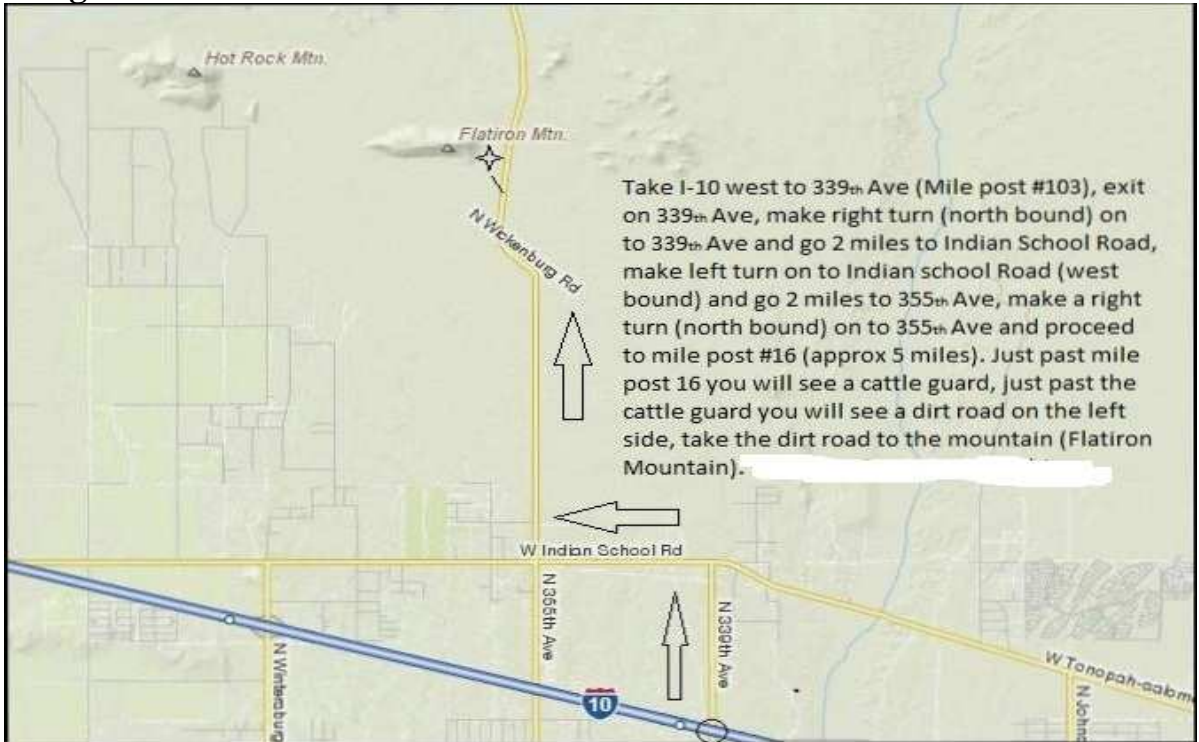 Hot Rock Mtn.
Flatiron Mtn.
Take I-10 west to 339th Ave (Mile post #103), exit
on 339th Ave, make right turn (north bound) on
to 339th Ave and go 2 miles to Indian School Road,
make left turn on to Indian school Road (west
bound) and go 2 miles to 355th Ave, make a right
turn (north bound) on to 355th Ave and proceed
to mile post #16 (approx 5 miles). Just past mile
post 16 you will see a cattle guard, just past the
cattle guard you will see a dirt road on the left
side, take the dirt road to the mountain (Flatiron
Mountain).
N Wickenburg Rd
W Indian School Rd
N 355th Ave
N 339th Ave
N Wintersburg
W Tonopah-salom
N Johns
10